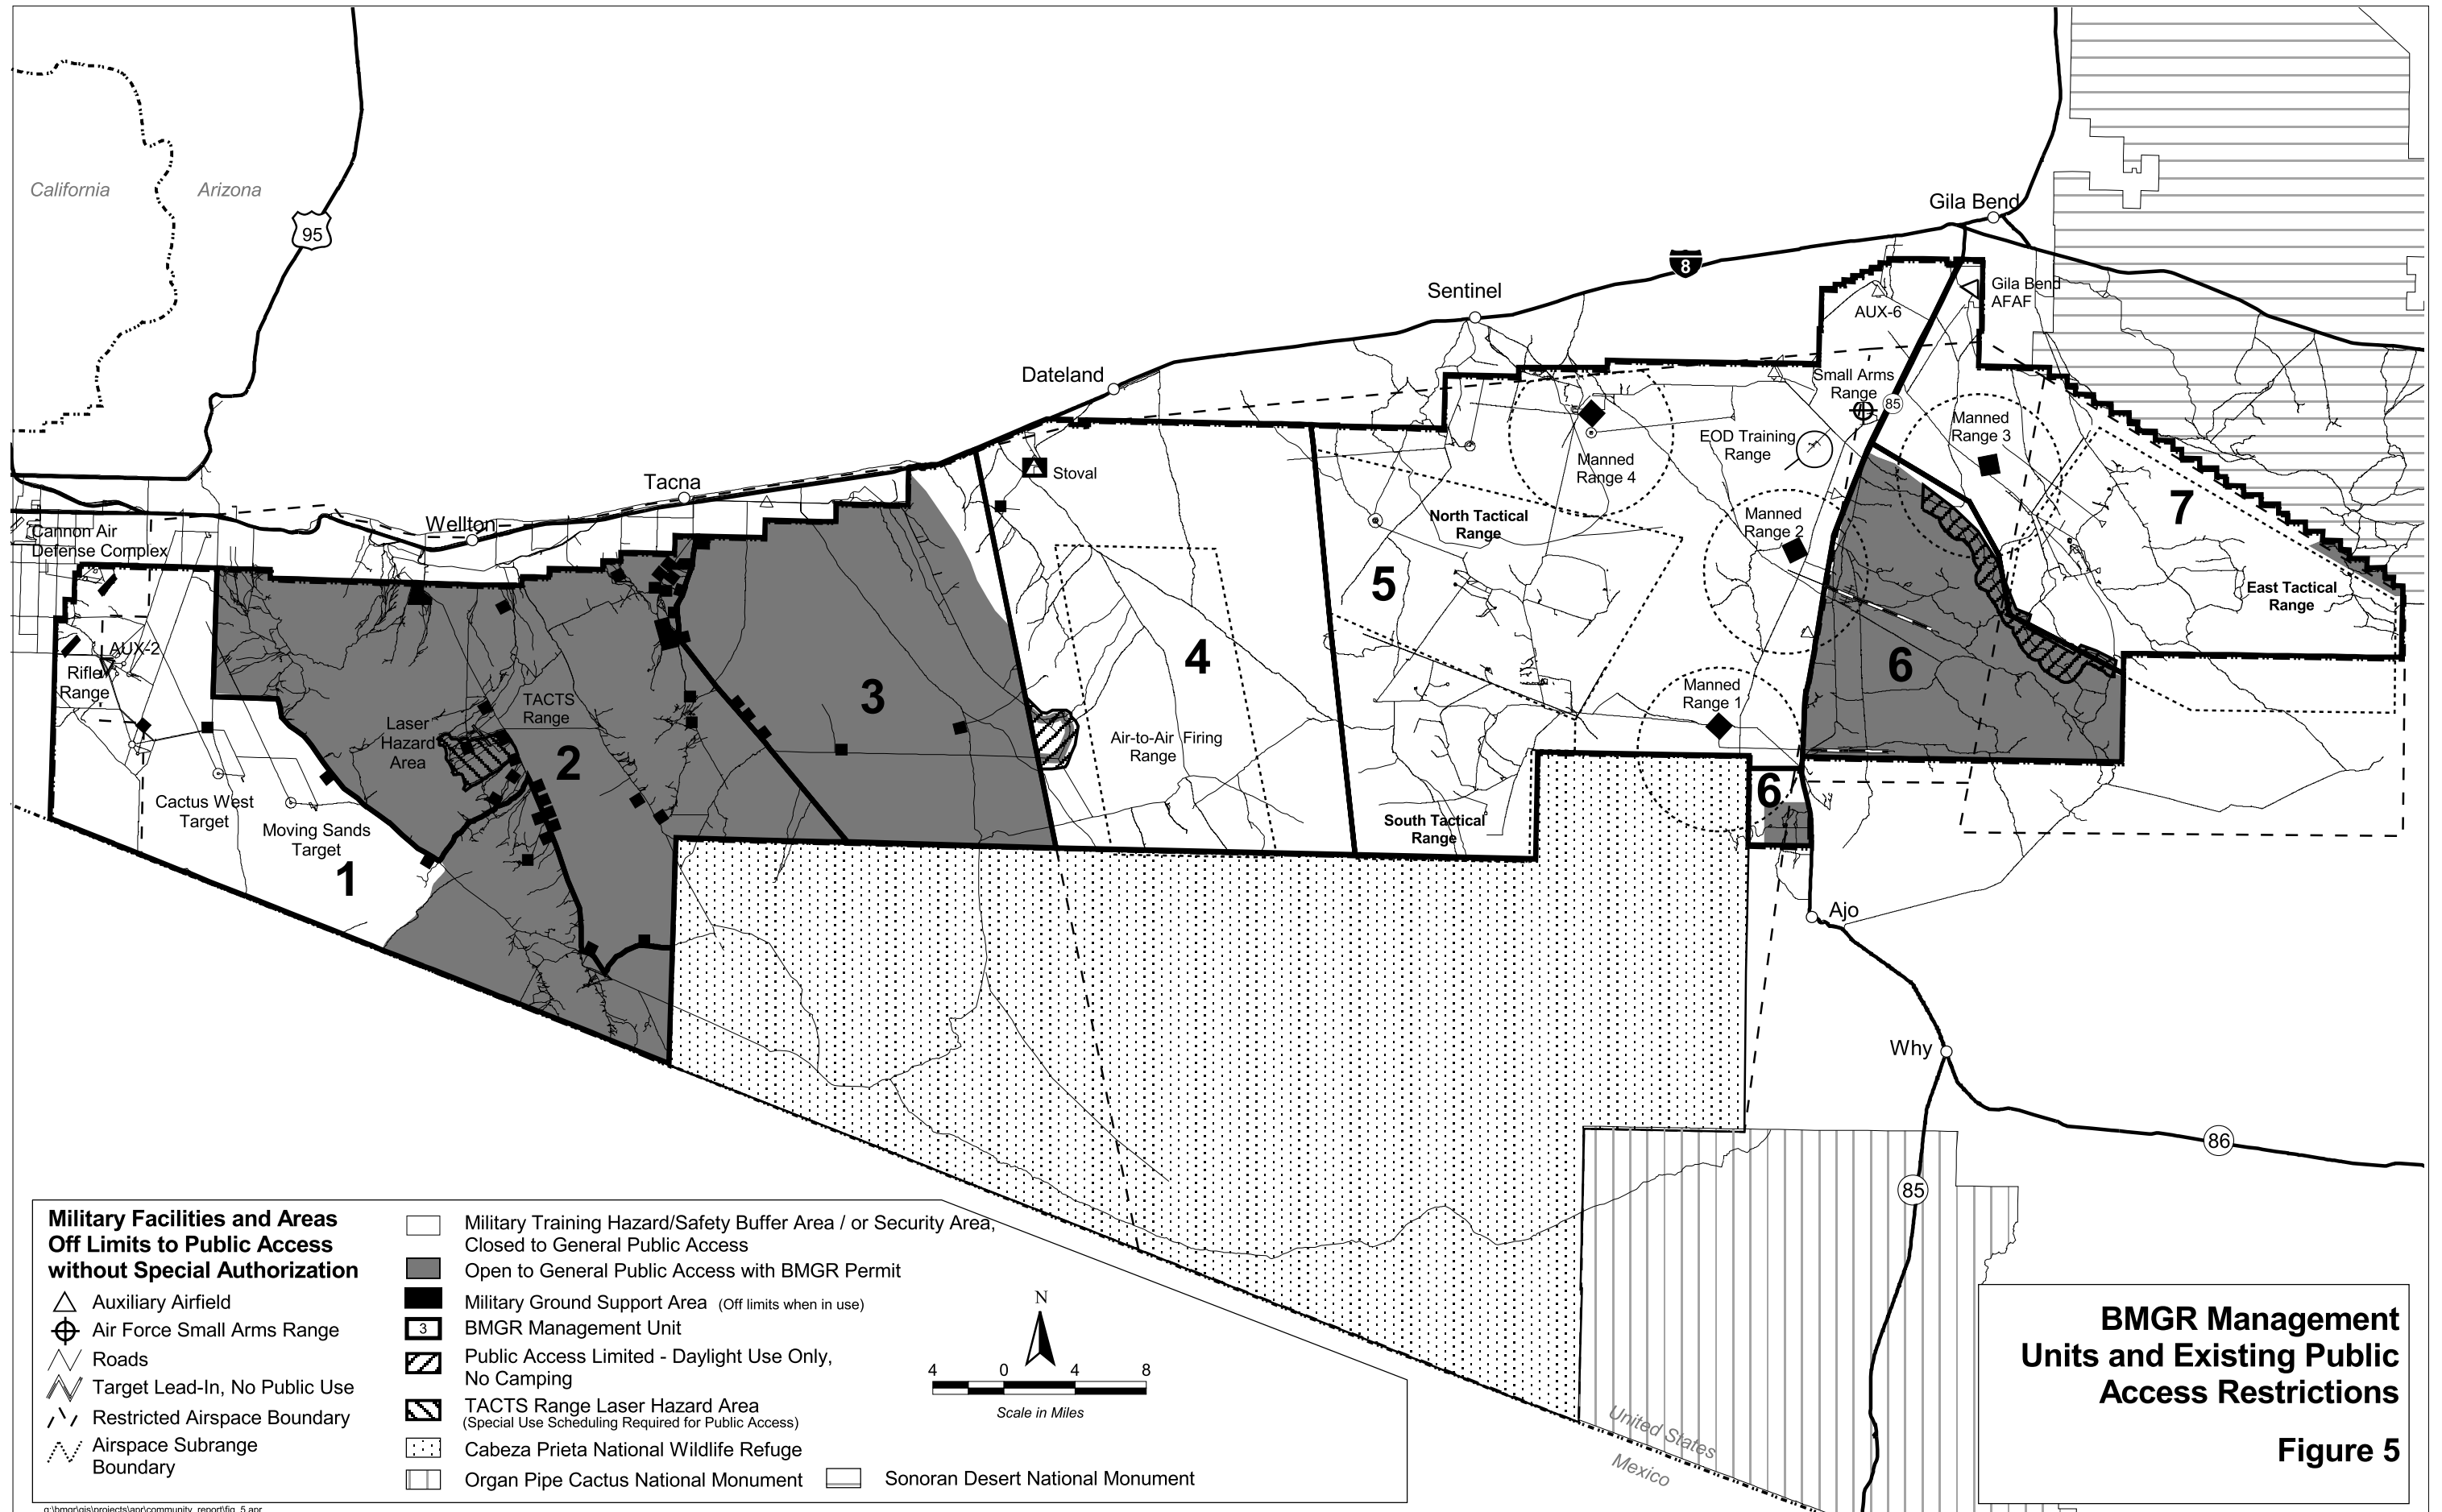 California
Arizona
95
Gila Bend
8
Sentinel
Gila Bend
AFAF
AUX-6
Dateland
Small Arms
Range
85
Manned
Range 3
EOD Training
Range
Manned
Range 4
Stoval
Tacna
Wellton
Cannon Air
Defense Complex
North Tactical
Range
Manned
Range 2
7
5
East Tactical
Range
AUX-2
Rifle
Range
4
6
3
TACTS
Range
Laser
Hazard
Area
2
Manned
Range 1
Air-to-Air Firing
Range
6
Cactus West
Target
Moving Sands
Target
South Tactical
Range
1
Ajo
Why
86
85
United States
Mexico
Military Facilities and Areas
Off Limits to Public Access
without Special Authorization
Auxiliary Airfield
Air Force Small Arms Range
Roads
Target Lead-In, No Public Use
Restricted Airspace Boundary
Airspace Subrange
Boundary
Military Training Hazard/Safety Buffer Area / or Security Area,
Closed to General Public Access
Open to General Public Access with BMGR Permit
Military Ground Support Area (Off limits when in use)
3 BMGR Management Unit
Public Access Limited - Daylight Use Only,
No Camping
TACTS Range Laser Hazard Area
(Special Use Scheduling Required for Public Access)
Cabeza Prieta National Wildlife Refuge
Organ Pipe Cactus National Monument
Sonoran Desert National Monument
N
4 0 4 8
Scale in Miles
BMGR Management
Units and Existing Public
Access Restrictions
Figure 5
g:\bmgr\gis\projects\apr\community_report\fig_5.apr